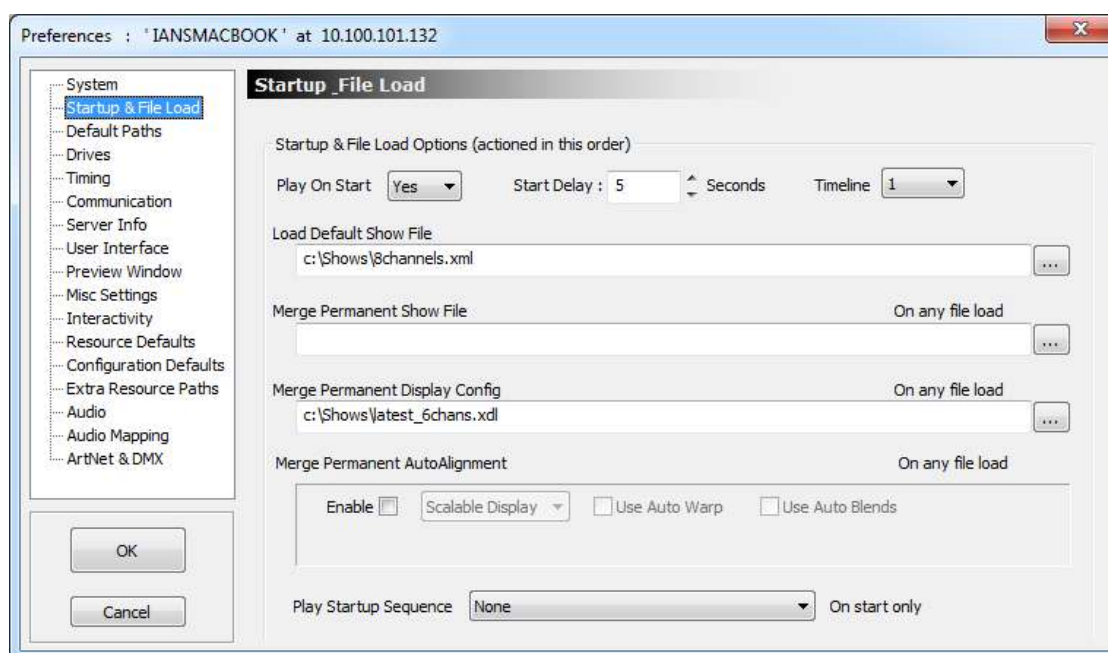 Preferences : 'IANSMACBOOK' at 10.100.101.132
System
Startup & File Load
Default Paths
Drives
Timing
Communication
Server Info
User Interface
Preview Window
Misc Settings
Interactivity
Resource Defaults
Configuration Defaults
Extra Resource Paths
Audio
Audio Mapping
ArtNet & DMX
OK
Cancel
Startup_File Load
Startup & File Load Options (actioned in this order)
Play On Start Yes Start Delay : 5 Seconds Timeline 1
Load Default Show File
c:\Shows\8channels.xml
...
Merge Permanent Show File On any file load
...
Merge Permanent Display Config On any file load
c:\Shows\latest_6chans.xdl
...
Merge Permanent AutoAlignment On any file load
Enable Scalable Display Use Auto Warp Use Auto Blends
Play Startup Sequence None On start only